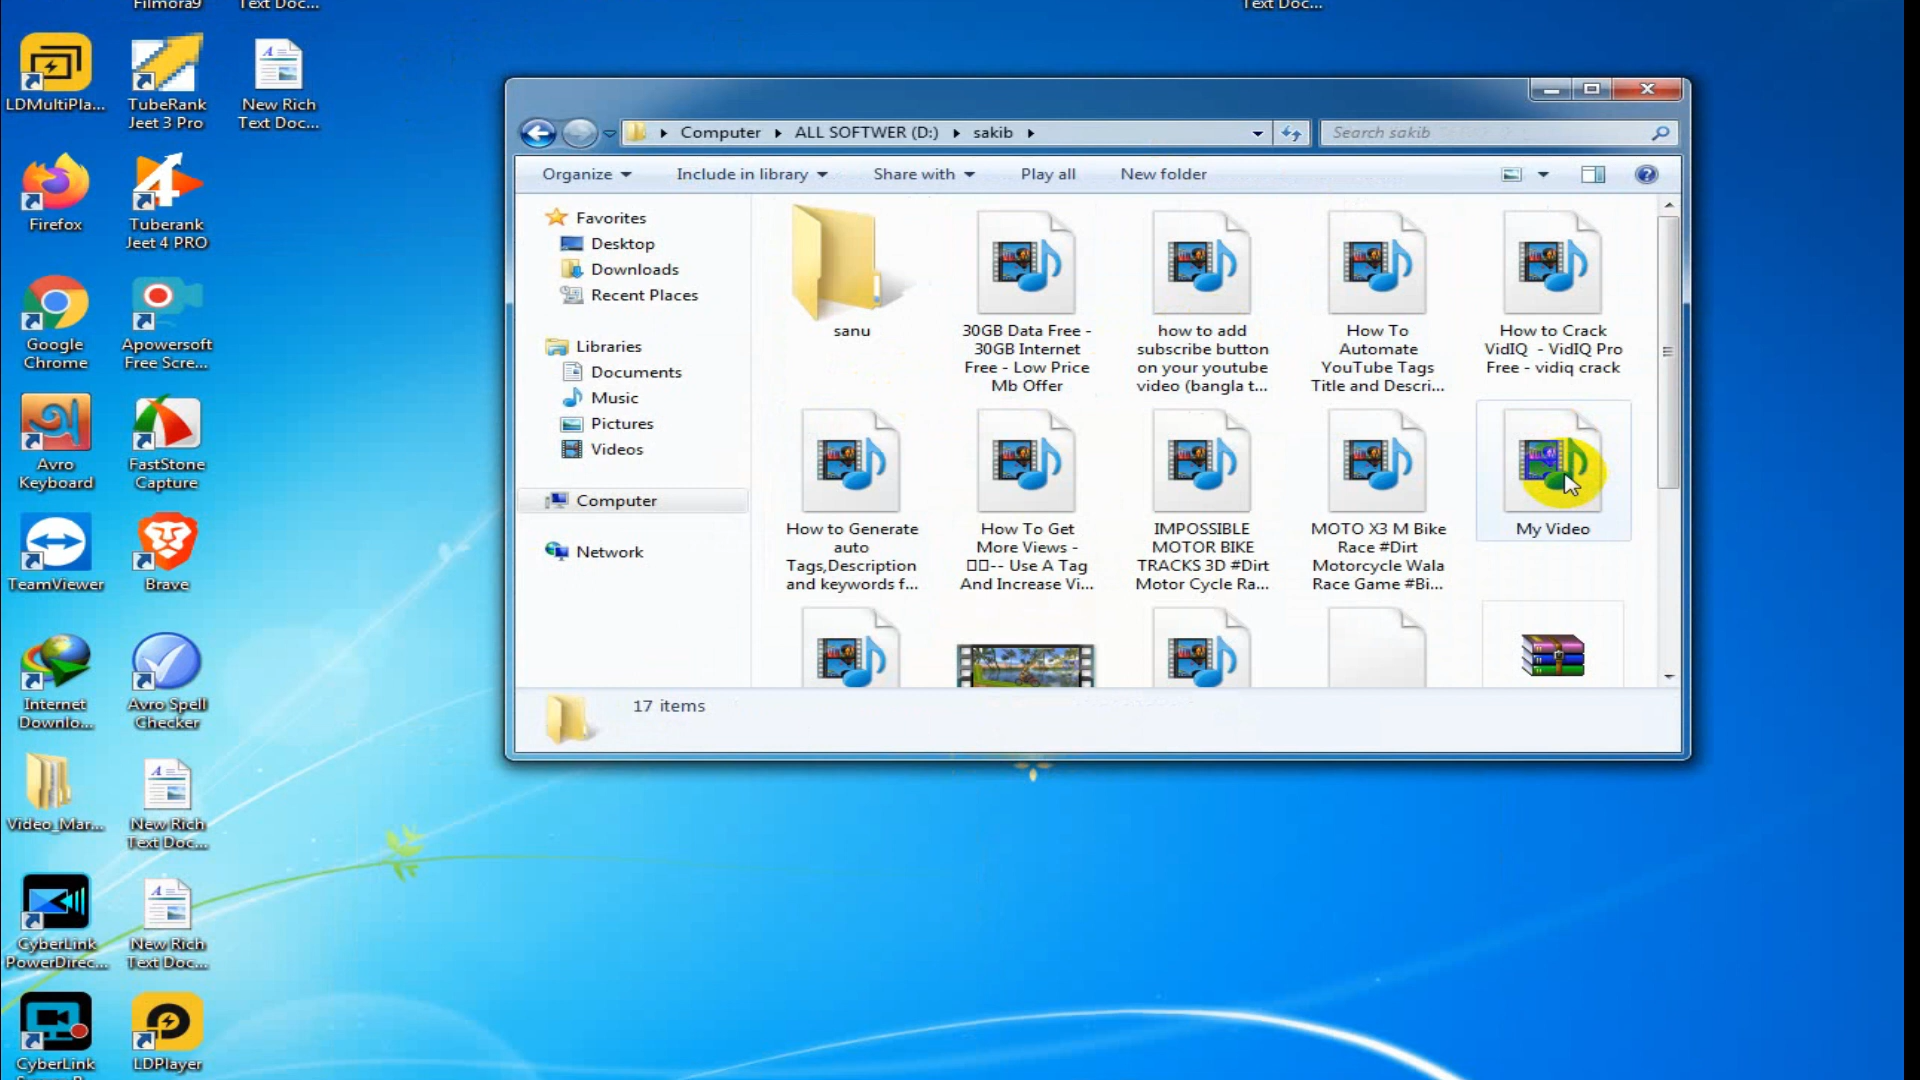 Filmora9
Text Doc...
Text Doc...
LDMultiPla...
TubeRank
Jeet 3 Pro
New Rich
Text Doc...
Firefox
Tuberank
Jeet 4 PRO
Google
Chrome
Apowersoft
Free Scre...
Avro
Keyboard
FastStone
Capture
TeamViewer
Brave
Internet
Downlo...
Avro Spell
Checker
Video_Mar...
New Rich
Text Doc...
CyberLink
PowerDirec...
New Rich
Text Doc...
CyberLink
LDPlayer
Computer ALL SOFTWER (D:) sakib
Search sakib
Organize Include in library Share with Play all New folder
Favorites
Desktop
Downloads
Recent Places
Libraries
Documents
Music
Pictures
Videos
Computer
Network
sanu
30GB Data Free -
30GB Internet
Free - Low Price
Mb Offer
how to add
subscribe button
on your youtube
video (bangla t...
How To
Automate
YouTube Tags
Title and Descri...
How to Crack
VidIQ - VidIQ Pro
Free - vidiq crack
How to Generate
auto
Tags,Description
and keywords f...
How To Get
More Views -
□□-- Use A Tag
And Increase Vi...
IMPOSSIBLE
MOTOR BIKE
TRACKS 3D #Dirt
Motor Cycle Ra...
MOTO X3 M Bike
Race #Dirt
Motorcycle Wala
Race Game #Bi...
My Video
17 items